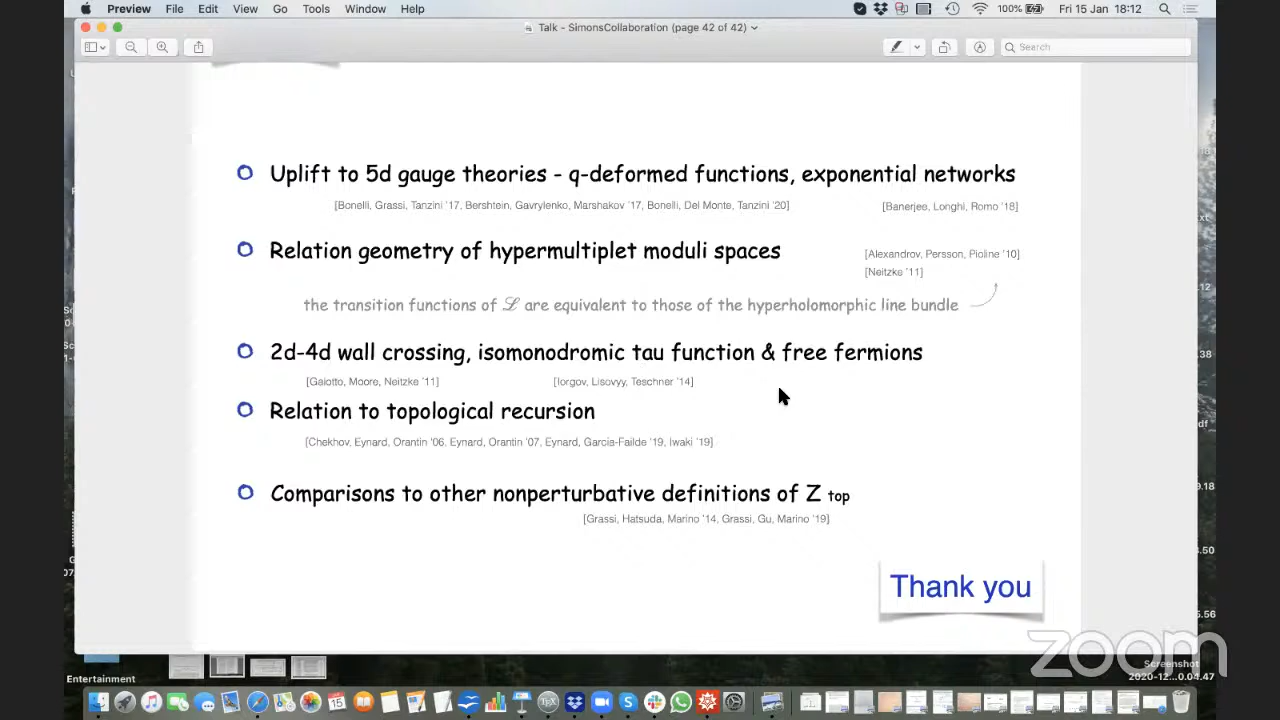 Preview File Edit View Go Tools Window Help
100% Fri 15 Jan 18:12
Talk - SimonsCollaboration (page 42 of 42)
Search
Uplift to 5d gauge theories - q-deformed functions, exponential networks
[Bonelli, Grassi, Tanzini '17, Bershtein, Gavrylenko, Marshakov '17, Bonelli, Del Monte, Tanzini '20]
[Banerjee, Longhi, Romo '18]
Relation geometry of hypermultiplet moduli spaces
[Alexandrov, Persson, Pioline '10]
[Neitzke '11]
the transition functions of ℒ are equivalent to those of the hyperholomorphic line bundle
2d-4d wall crossing, isomonodromic tau function & free fermions
[Gaiotto, Moore, Neitzke '11]
[Iorgov, Lisovyy, Teschner '14]
Relation to topological recursion
[Chekhov, Eynard, Orantin '06. Eynard, Orantin '07, Eynard, Garcia-Failde '19, Iwaki '19]
Comparisons to other nonperturbative definitions of Z top
[Grassi, Hatsuda, Marino '14, Grassi, Gu, Marino '19]
Thank you
zoom
Entertainment
Screenshot
2020-12...0.04.47